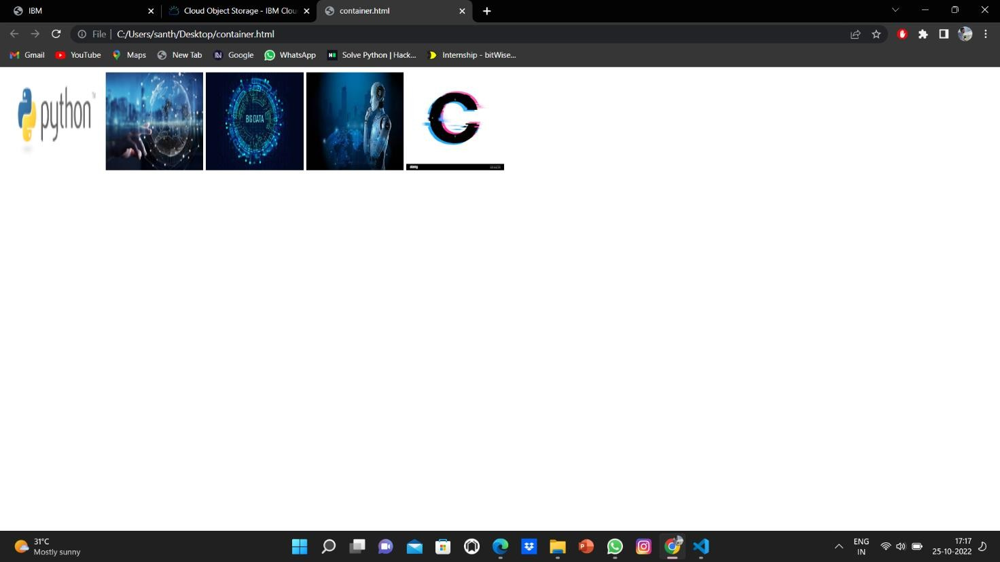 IBM
Cloud Object Storage - IBM Clou
container.html
File
C:/Users/santh/Desktop/container.html
Gmail
YouTube
Maps
New Tab
Google
WhatsApp
Solve Python | Hack...
Internship - bitWise...
python™
BIG DATA
C
alamy
31°C
Mostly sunny
ENG
IN
17:17
25-10-2022